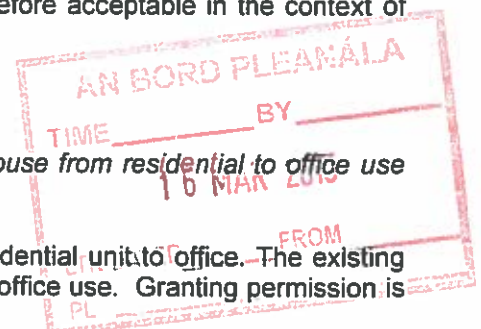 efore acceptable in the context of
AN BORD PLEANÁLA
TIME BY
ouse from residential to office use
16 MAR
dential unit to office. The existing
FROM
office use. Granting permission is
PL